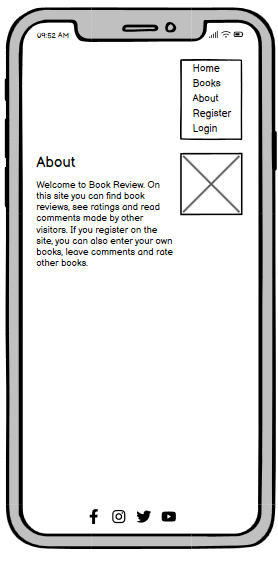 09:52 AM
Home
Books
About
Register
Login
About
Welcome to Book Review. On
this site you can find book
reviews, see ratings and read
comments made by other
visitors. If you register on the
site, you can also enter your own
books, leave comments and rate
other books.